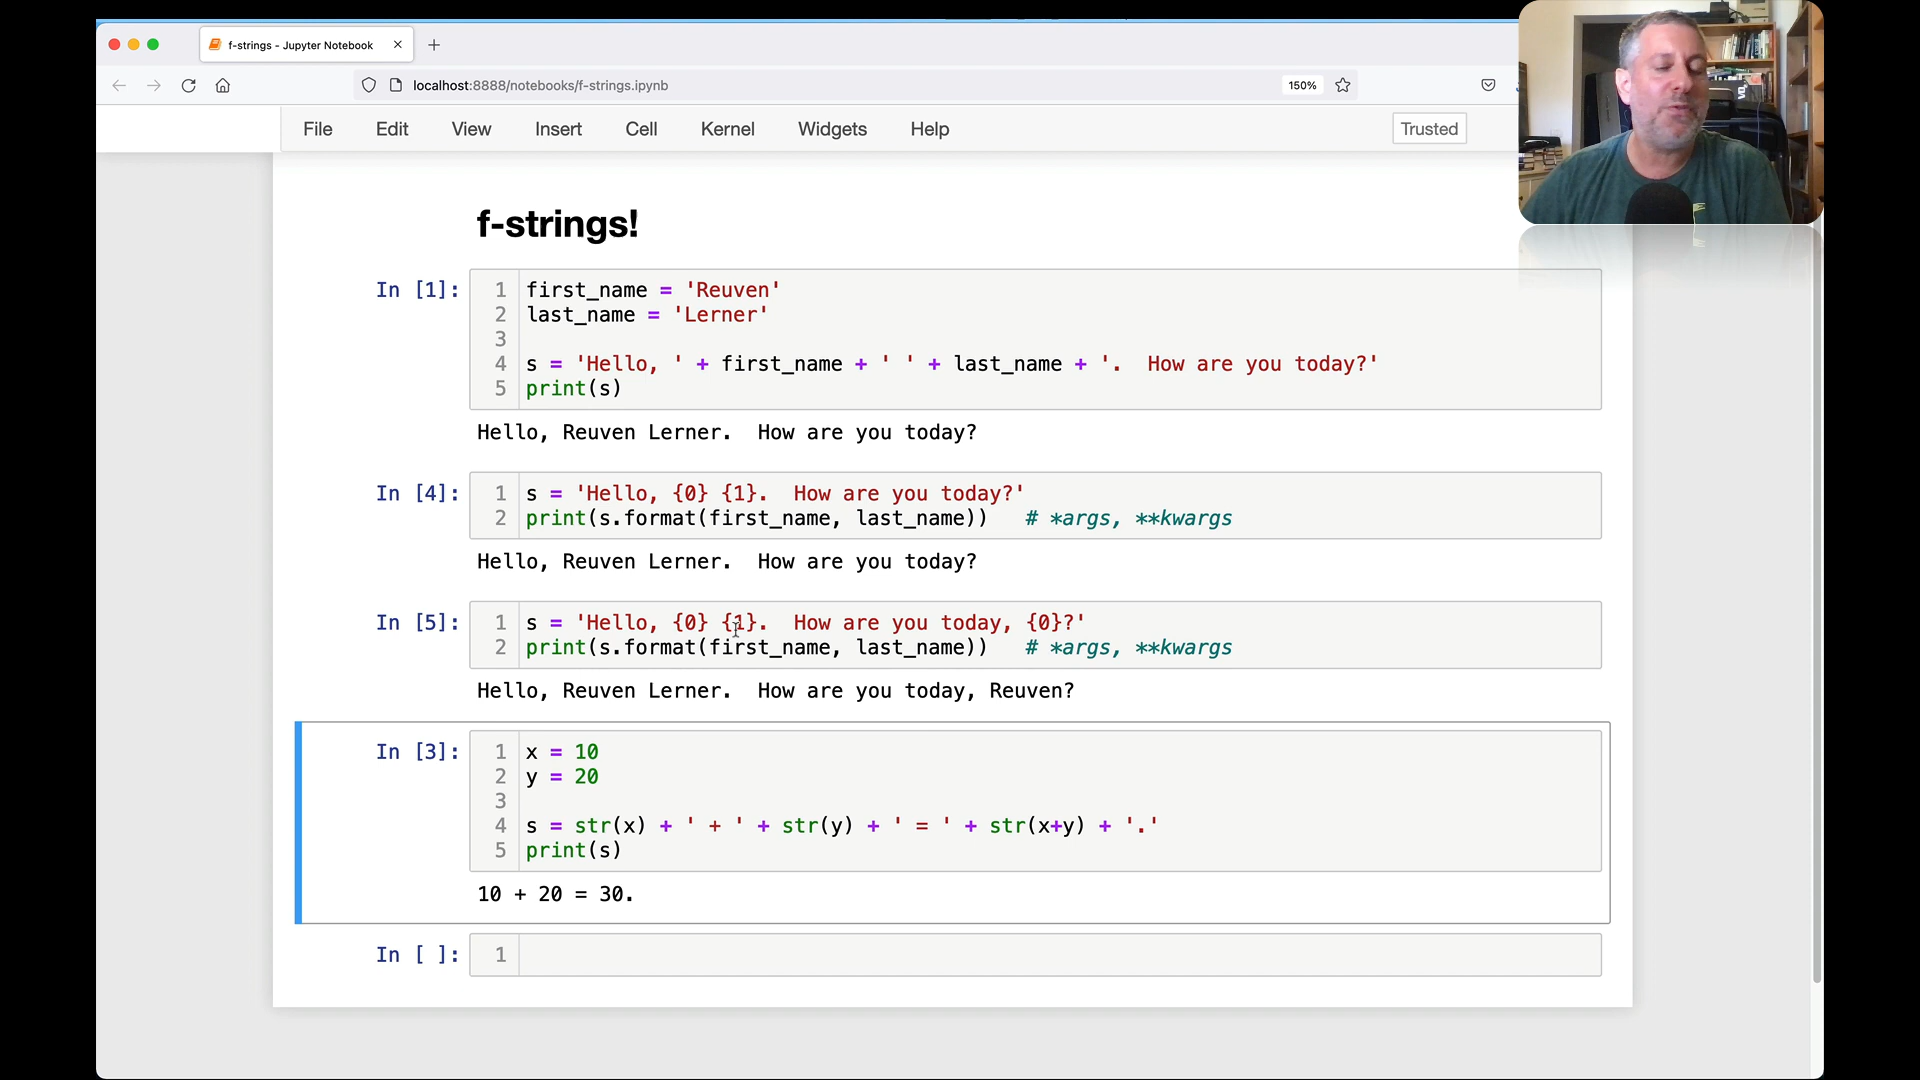 f-strings - Jupyter Notebook
localhost:8888/notebooks/f-strings.ipynb 150%
File Edit View Insert Cell Kernel Widgets Help Trusted
f-strings!
In [1]:
1 first_name = 'Reuven'
2 last_name = 'Lerner'
3
4 s = 'Hello, ' + first_name + ' ' + last_name + '.  How are you today?'
5 print(s)
Hello, Reuven Lerner.  How are you today?
In [4]:
1 s = 'Hello, {0} {1}.  How are you today?'
2 print(s.format(first_name, last_name))   # *args, **kwargs
Hello, Reuven Lerner.  How are you today?
In [5]:
1 s = 'Hello, {0} {1}.  How are you today, {0}?'
2 print(s.format(first_name, last_name))   # *args, **kwargs
Hello, Reuven Lerner.  How are you today, Reuven?
In [3]:
1 x = 10
2 y = 20
3
4 s = str(x) + ' + ' + str(y) + ' = ' + str(x+y) + '.'
5 print(s)
10 + 20 = 30.
In [ ]:
1